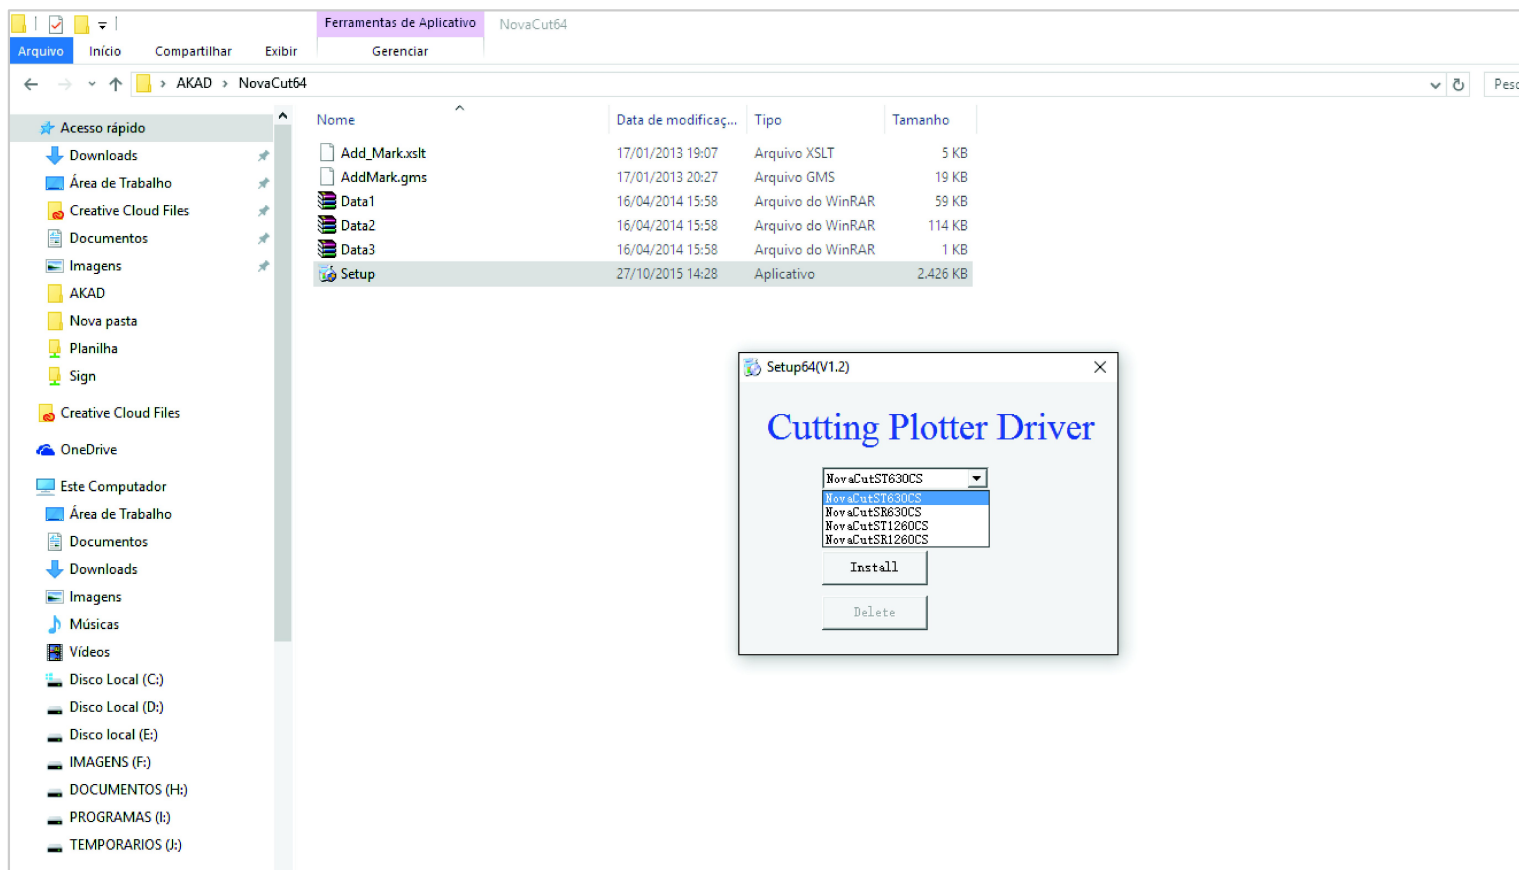 Ferramentas de Aplicativo
NovaCut64
Arquivo
Início
Compartilhar
Exibir
Gerenciar
› AKAD › NovaCut64
Nome
Data de modificaç...
Tipo
Tamanho
Add_Mark.xslt 17/01/2013 19:07 Arquivo XSLT 5 KB
AddMark.gms 17/01/2013 20:27 Arquivo GMS 19 KB
Data1 16/04/2014 15:58 Arquivo do WinRAR 59 KB
Data2 16/04/2014 15:58 Arquivo do WinRAR 114 KB
Data3 16/04/2014 15:58 Arquivo do WinRAR 1 KB
Setup 27/10/2015 14:28 Aplicativo 2.426 KB
Acesso rápido
Downloads
Área de Trabalho
Creative Cloud Files
Documentos
Imagens
AKAD
Nova pasta
Planilha
Sign
Creative Cloud Files
OneDrive
Este Computador
Área de Trabalho
Documentos
Downloads
Imagens
Músicas
Vídeos
Disco Local (C:)
Disco Local (D:)
Disco local (E:)
IMAGENS (F:)
DOCUMENTOS (H:)
PROGRAMAS (I:)
TEMPORARIOS (J:)
Setup64(V1.2)
Cutting Plotter Driver
NovaCutST630CS
NovaCutST630CS
NovaCutSR630CS
NovaCutST1260CS
NovaCutSR1260CS
Install
Delete